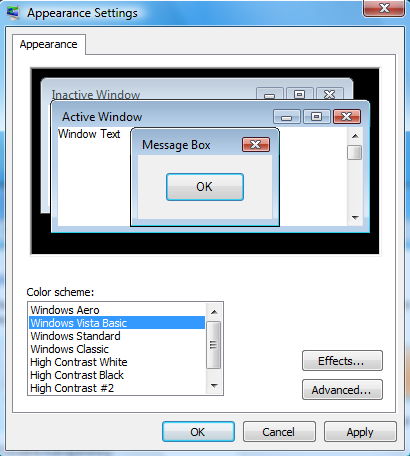 Appearance Settings
Appearance
Inactive Window
Active Window
Window Text
Message Box
OK
Color scheme:
Windows Aero
Windows Vista Basic
Windows Standard
Windows Classic
High Contrast White
High Contrast Black
High Contrast #2
Effects...
Advanced...
OK Cancel Apply